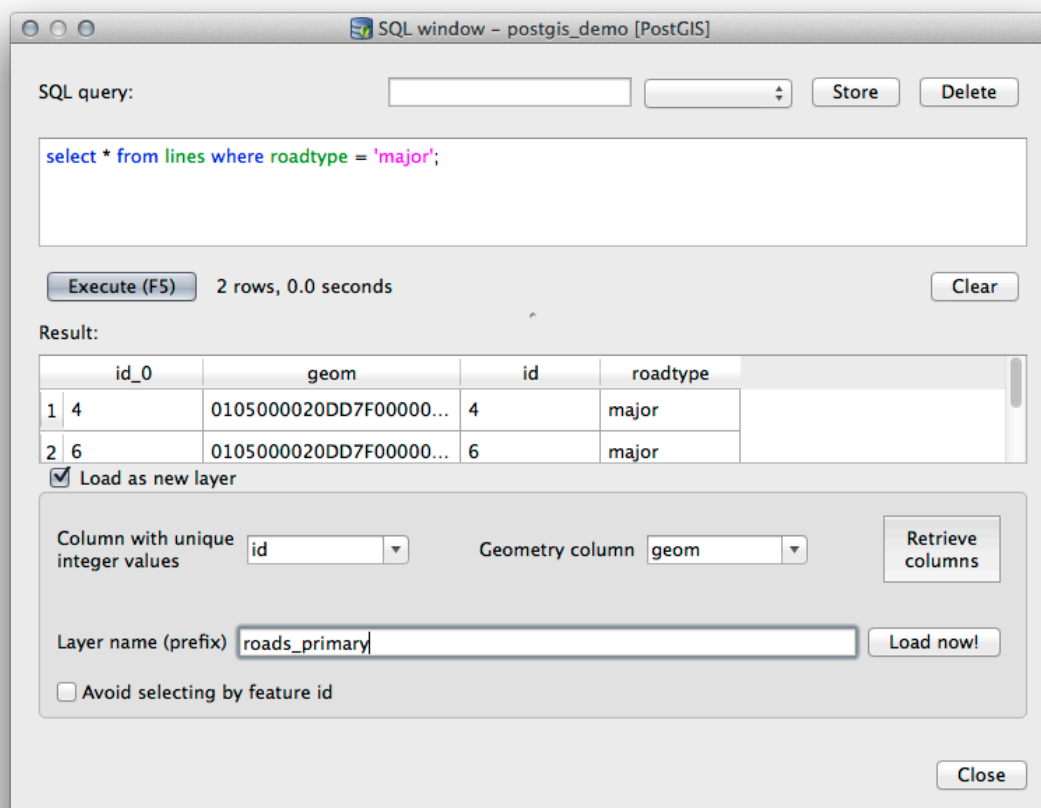 SQL window – postgis_demo [PostGIS]
SQL query:
Store
Delete
select * from lines where roadtype = 'major';
Execute (F5)
2 rows, 0.0 seconds
Clear
Result:
id_0 geom id roadtype
1 4 0105000020DD7F00000... 4 major
2 6 0105000020DD7F00000... 6 major
Load as new layer
Column with unique
integer values
id
Geometry column
geom
Retrieve
columns
Layer name (prefix)
roads_primary
Load now!
Avoid selecting by feature id
Close